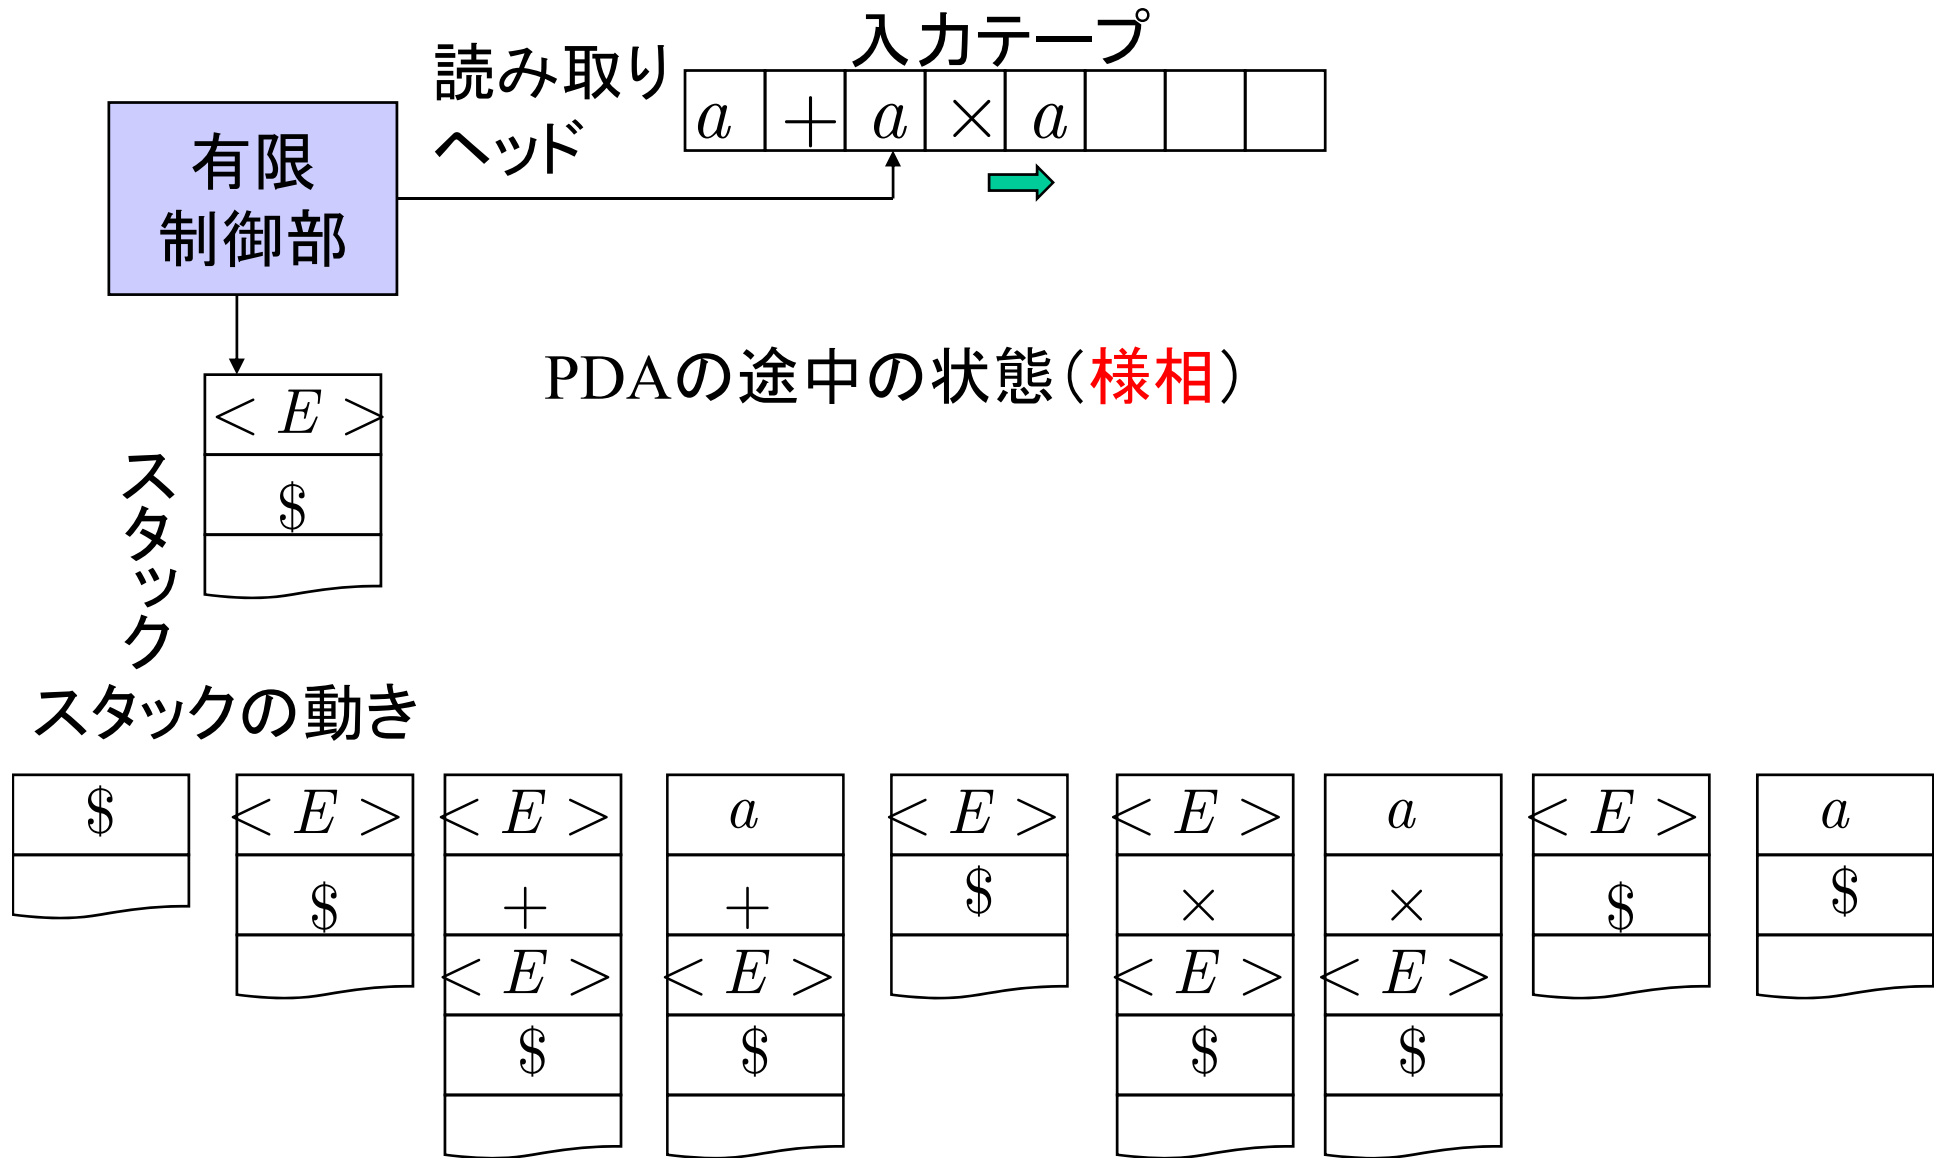 入力テープ
読み取り
ヘッド
a + a × a
有限
制御部
PDAの途中の状態(様相)
< E >
$
スタック
スタックの動き
$ < E > < E > a < E > < E > a < E > a
$ + + $ × × $ $
< E > < E > < E > < E >
$ $ $ $